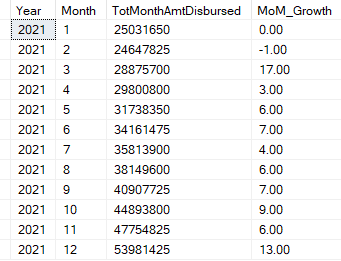 Year Month TotMonthAmtDisbursed MoM_Growth
2021 1 25031650 0.00
2021 2 24647825 -1.00
2021 3 28875700 17.00
2021 4 29800800 3.00
2021 5 31738350 6.00
2021 6 34161475 7.00
2021 7 35813900 4.00
2021 8 38149600 6.00
2021 9 40907725 7.00
2021 10 44893800 9.00
2021 11 47754825 6.00
2021 12 53981425 13.00